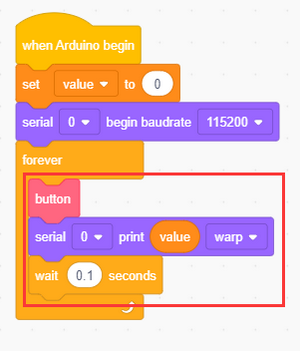 when Arduino begin
set value to 0
serial 0 begin baudrate 115200
forever
button
serial 0 print value warp
wait 0.1 seconds